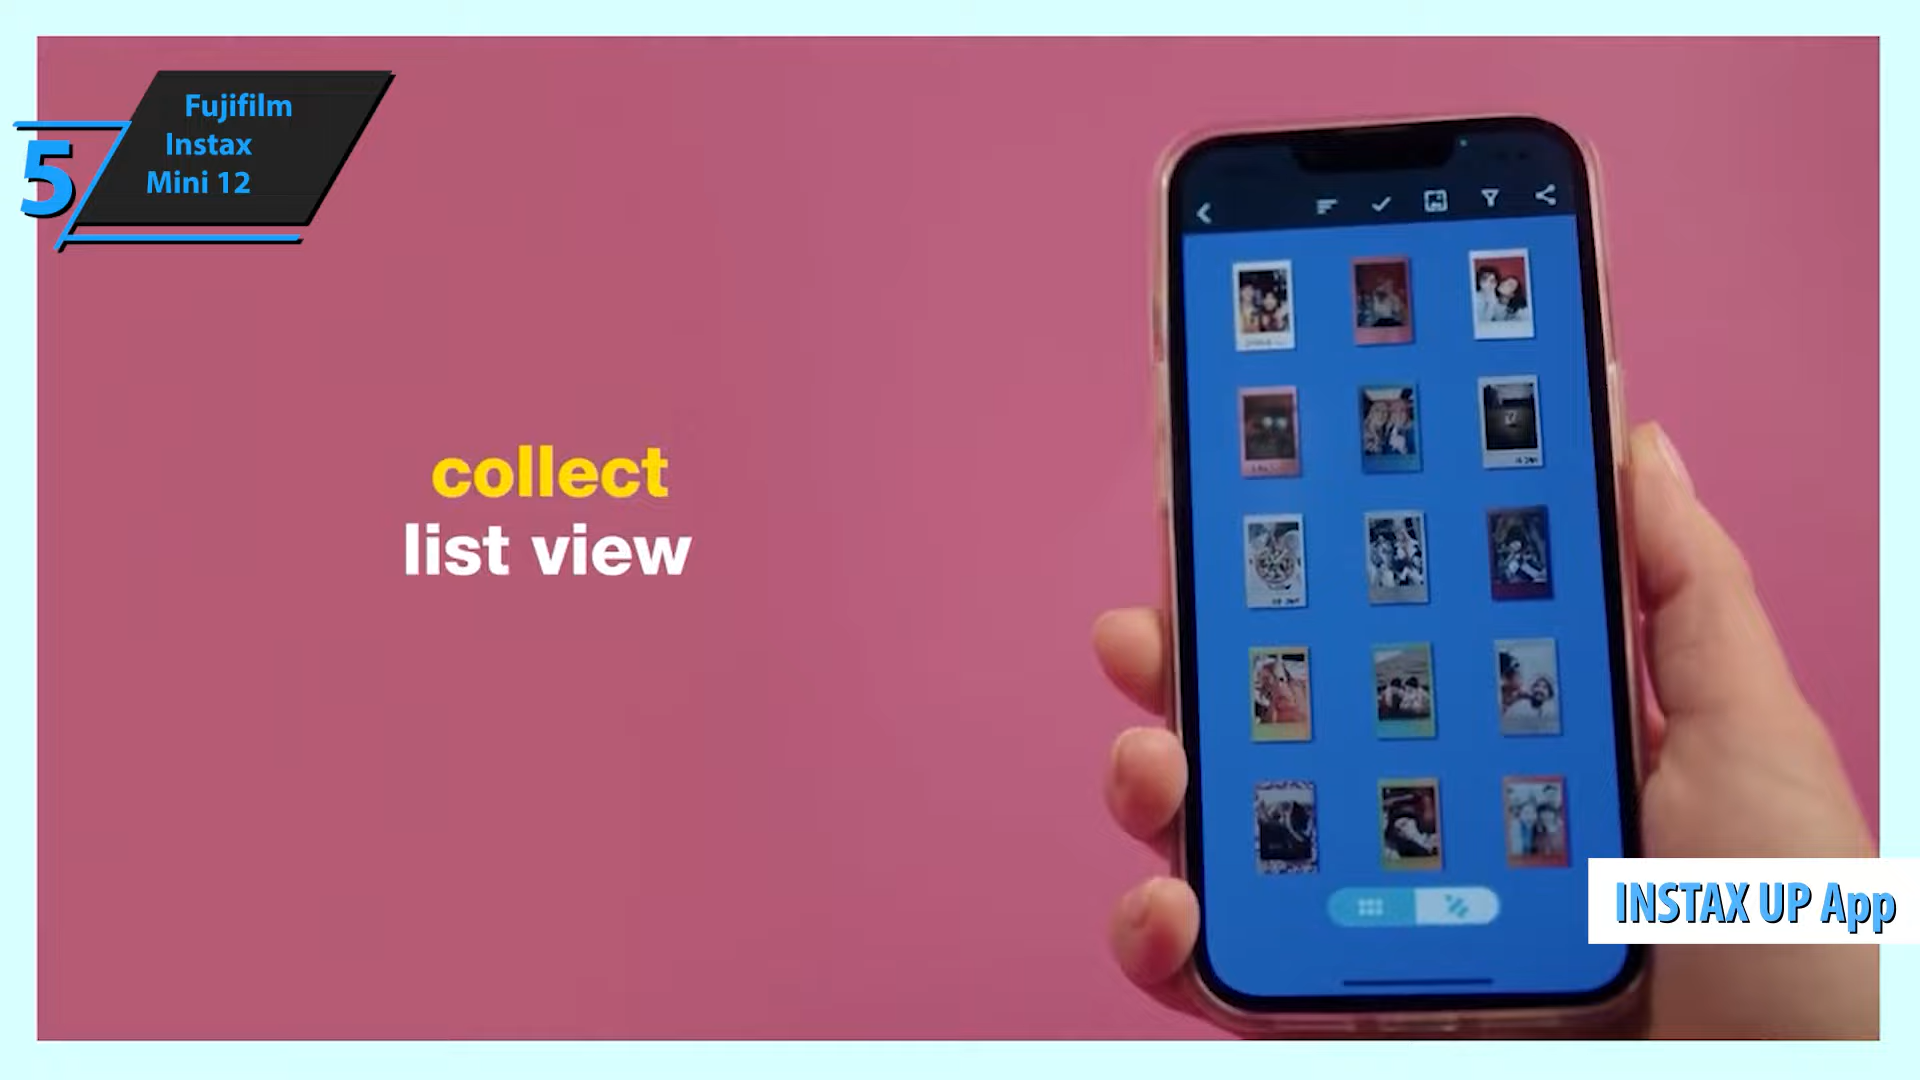 5
Fujifilm
Instax
Mini 12
collect
list view
INSTAX UP App